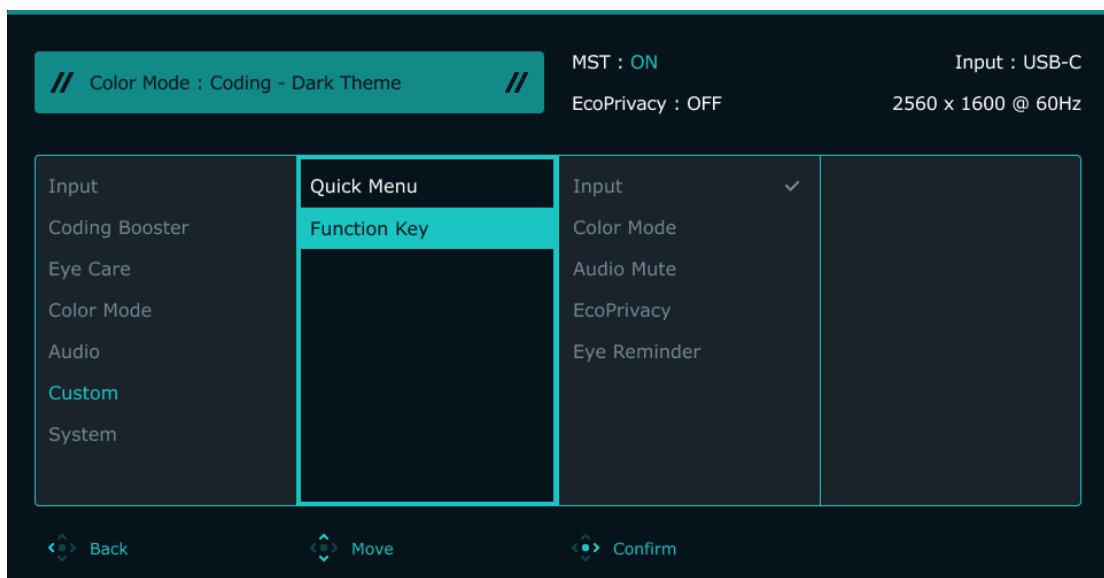 // Color Mode : Coding - Dark Theme //
MST : ON
EcoPrivacy : OFF
Input : USB-C
2560 x 1600 @ 60Hz
Input
Coding Booster
Eye Care
Color Mode
Audio
Custom
System
Quick Menu
Function Key
Input
Color Mode
Audio Mute
EcoPrivacy
Eye Reminder
Back
Move
Confirm